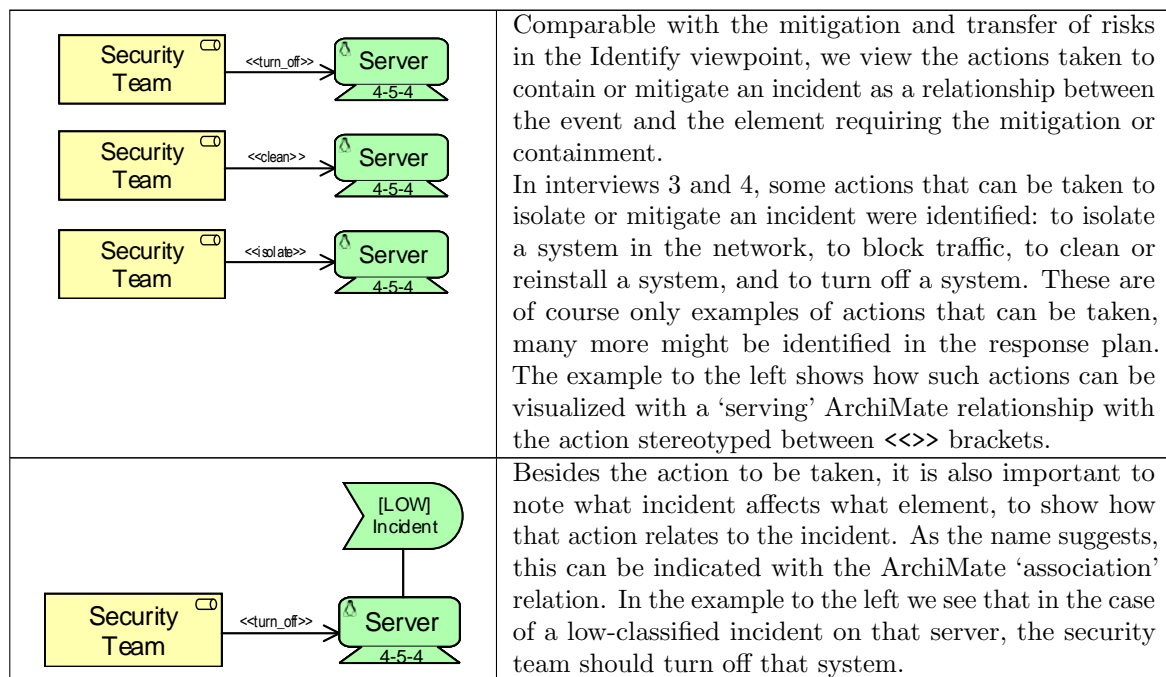 Security
Team
<<turn_off>>
Server
4-5-4
Security
Team
<<clean>>
Server
4-5-4
Security
Team
<<isolate>>
Server
4-5-4
Comparable with the mitigation and transfer of risks
in the Identify viewpoint, we view the actions taken to
contain or mitigate an incident as a relationship between
the event and the element requiring the mitigation or
containment.
In interviews 3 and 4, some actions that can be taken to
isolate or mitigate an incident were identified: to isolate
a system in the network, to block traffic, to clean or
reinstall a system, and to turn off a system. These are
of course only examples of actions that can be taken,
many more might be identified in the response plan.
The example to the left shows how such actions can be
visualized with a ‘serving’ ArchiMate relationship with
the action stereotyped between <<>> brackets.
[LOW]
Incident
Security
Team
<<turn_off>>
Server
4-5-4
Besides the action to be taken, it is also important to
note what incident affects what element, to show how
that action relates to the incident. As the name suggests,
this can be indicated with the ArchiMate ‘association’
relation. In the example to the left we see that in the case
of a low-classified incident on that server, the security
team should turn off that system.